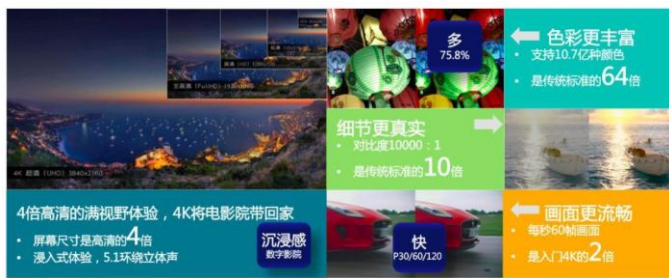 全高清（FullHD）1920x1080
4K 超清（UHD）3840x2160
4倍高清的满视野体验，4K将电影院带回家
• 屏幕尺寸是高清的4倍
• 浸入式体验，5.1环绕立体声
沉浸感
数字影院
多
75.8%
色彩更丰富
• 支持10.7亿种颜色
• 是传统标准的64倍
细节更真实
• 对比度10000：1
• 是传统标准的10倍
快
P30/60/120
画面更流畅
• 每秒60帧画面
• 是入门4K的2倍